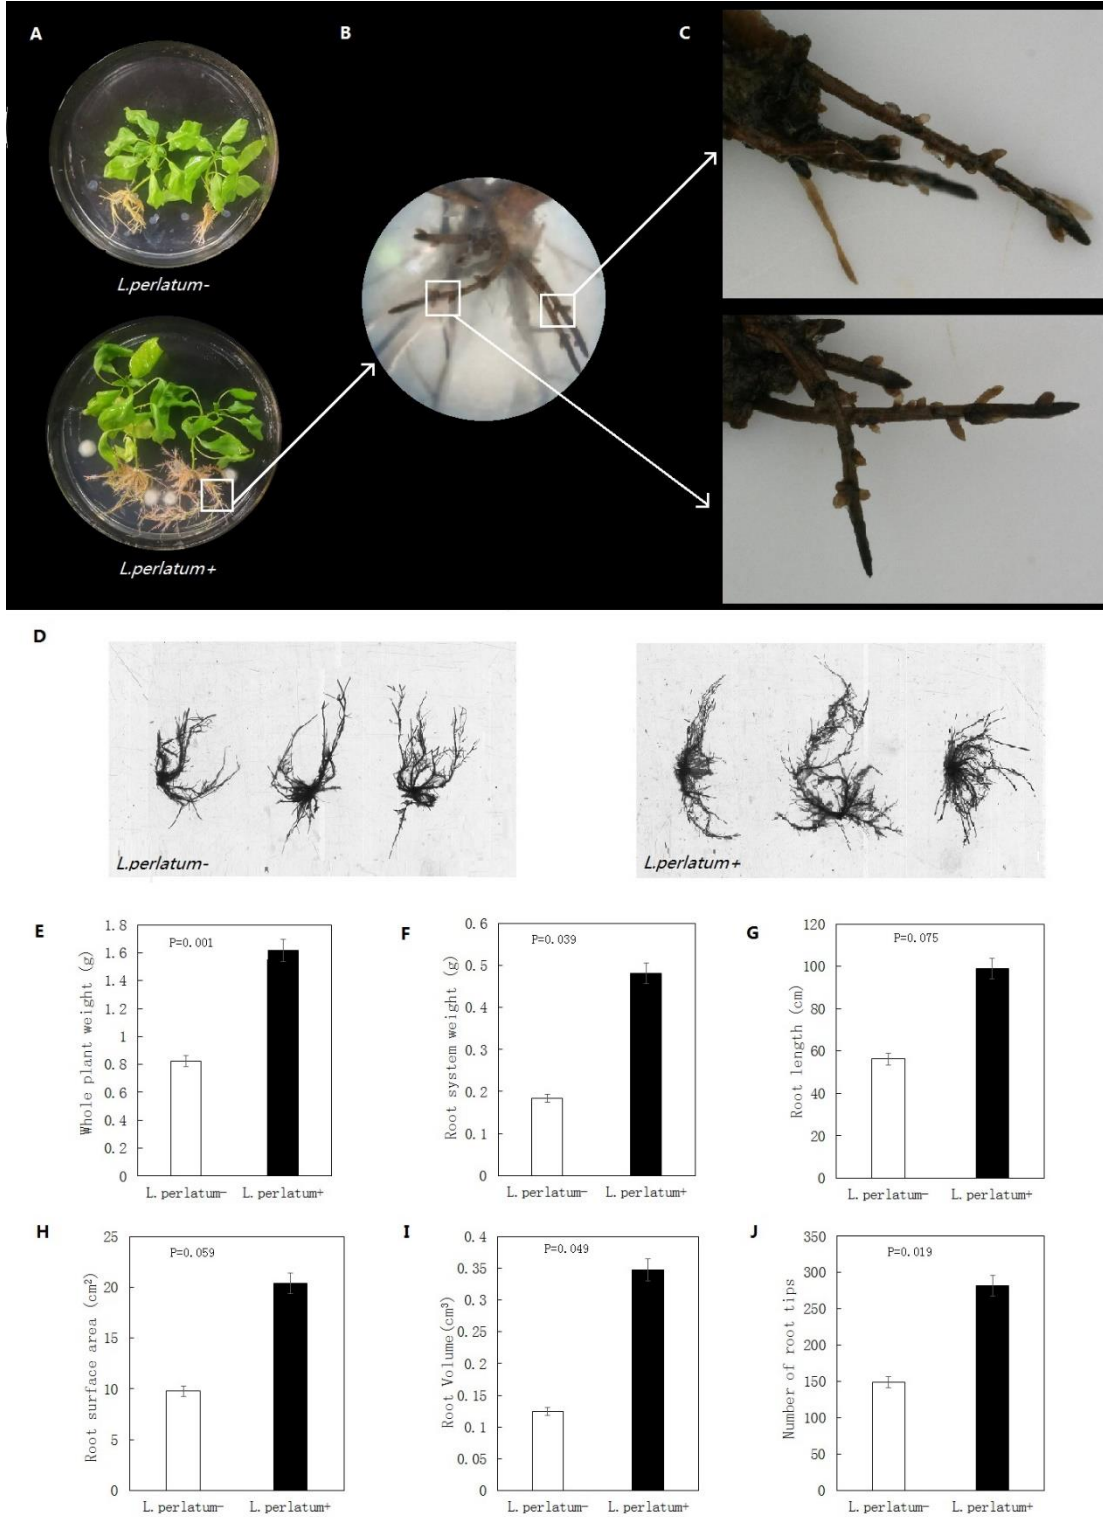 A
B
C
L.perlatum-
L.perlatum+
D
L.perlatum-
L.perlatum+
E
Whole plant weight (g)
1.8
1.6
1.4
1.2
1
0.8
0.6
0.4
0.2
0
P=0.001
L.perlatum-
L.perlatum+
F
Root system weight (g)
0.6
0.5
0.4
0.3
0.2
0.1
0
P=0.039
L.perlatum-
L.perlatum+
G
Root length (cm)
120
100
80
60
40
20
0
P=0.075
L.perlatum-
L.perlatum+
H
Root surface area (cm²)
25
20
15
10
5
0
P=0.059
L.perlatum-
L.perlatum+
I
Root Volume(cm³)
0.4
0.35
0.3
0.25
0.2
0.15
0.1
0.05
0
P=0.049
L.perlatum-
L.perlatum+
J
Number of root tips
350
300
250
200
150
100
50
0
P=0.019
L.perlatum-
L.perlatum+